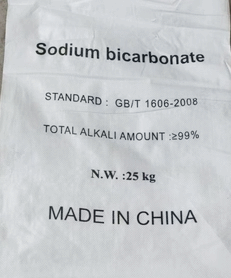 Sodium bicarbonate
STANDARD : GB/T 1606-2008
TOTAL ALKALI AMOUNT :≥99%
N.W. :25 kg
MADE IN CHINA